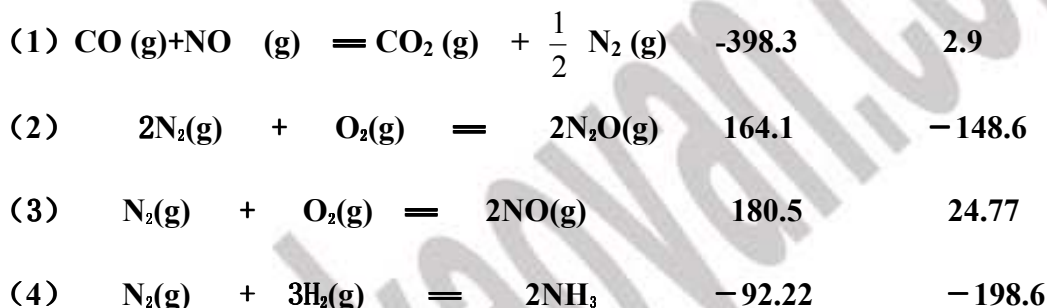 （1）CO (g)+NO (g) ═ CO₂ (g) + 1/2 N₂ (g) -398.3 2.9
（2） 2N₂(g) + O₂(g) ═ 2N₂O(g) 164.1 －148.6
（3） N₂(g) + O₂(g) ═ 2NO(g) 180.5 24.77
（4） N₂(g) + 3H₂(g) ═ 2NH₃ －92.22 －198.6